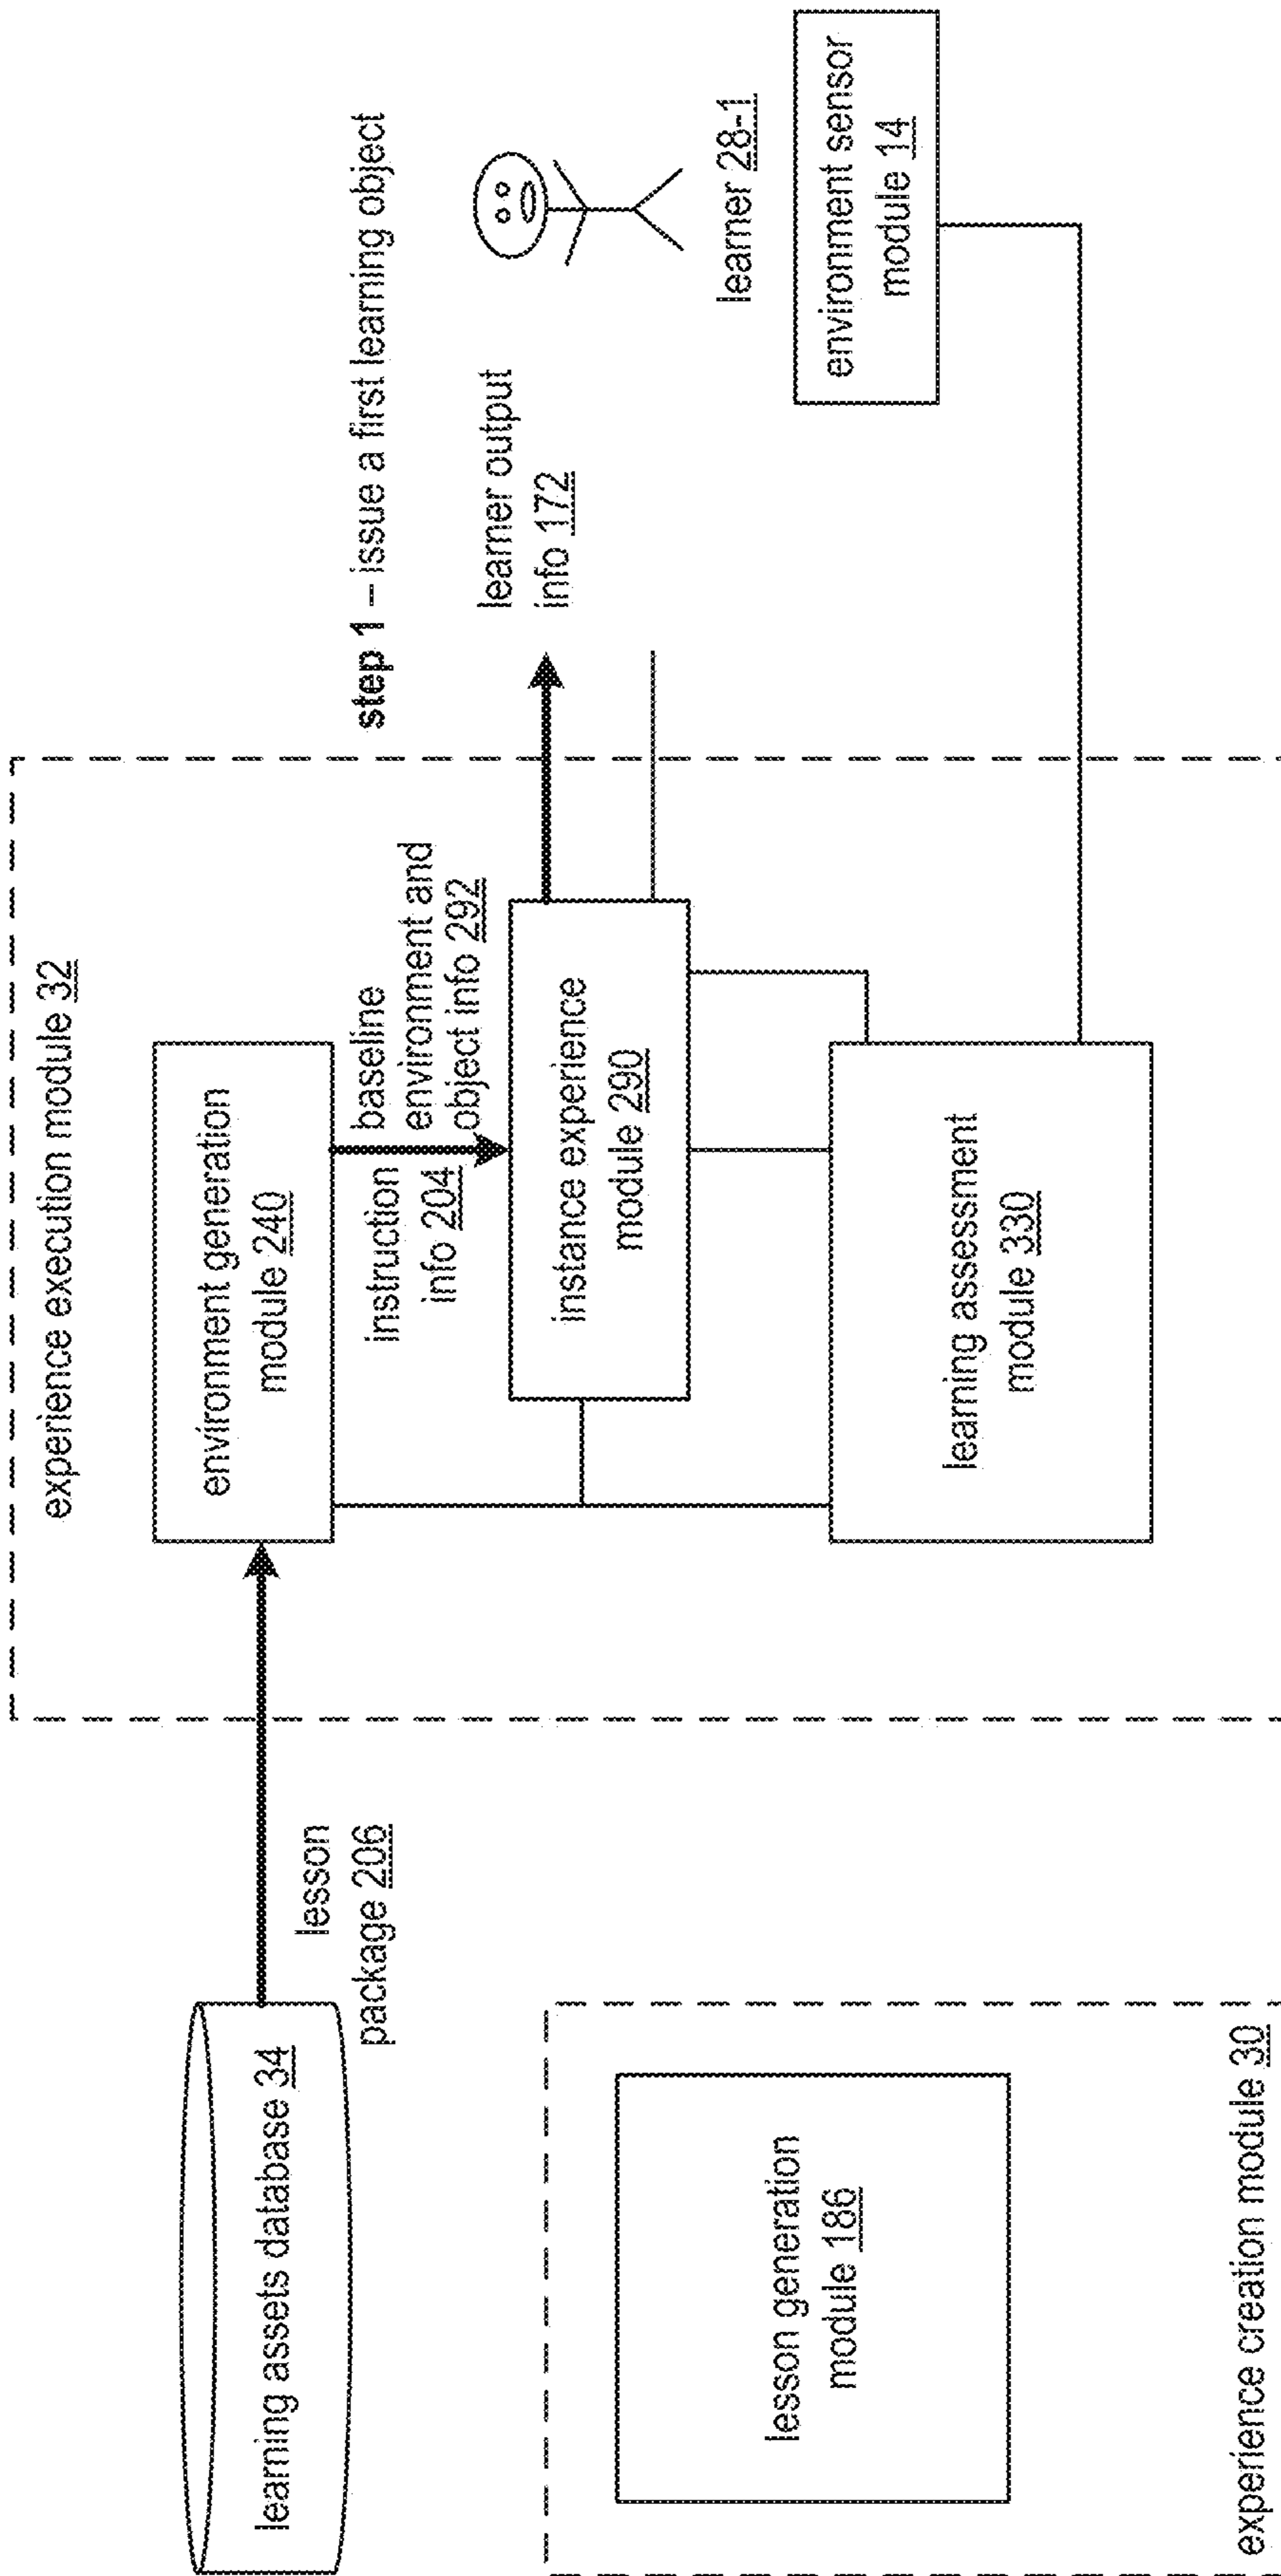 experience execution module 32
step 1 – issue a first learning object
learning assets database 34
lesson
package 206
environment generation
module 240
instruction
info 204
baseline
environment and
object info 292
instance experience
module 290
learner output
info 172
learner 28-1
environment sensor
module 14
learning assessment
module 330
lesson generation
module 186
experience creation module 30